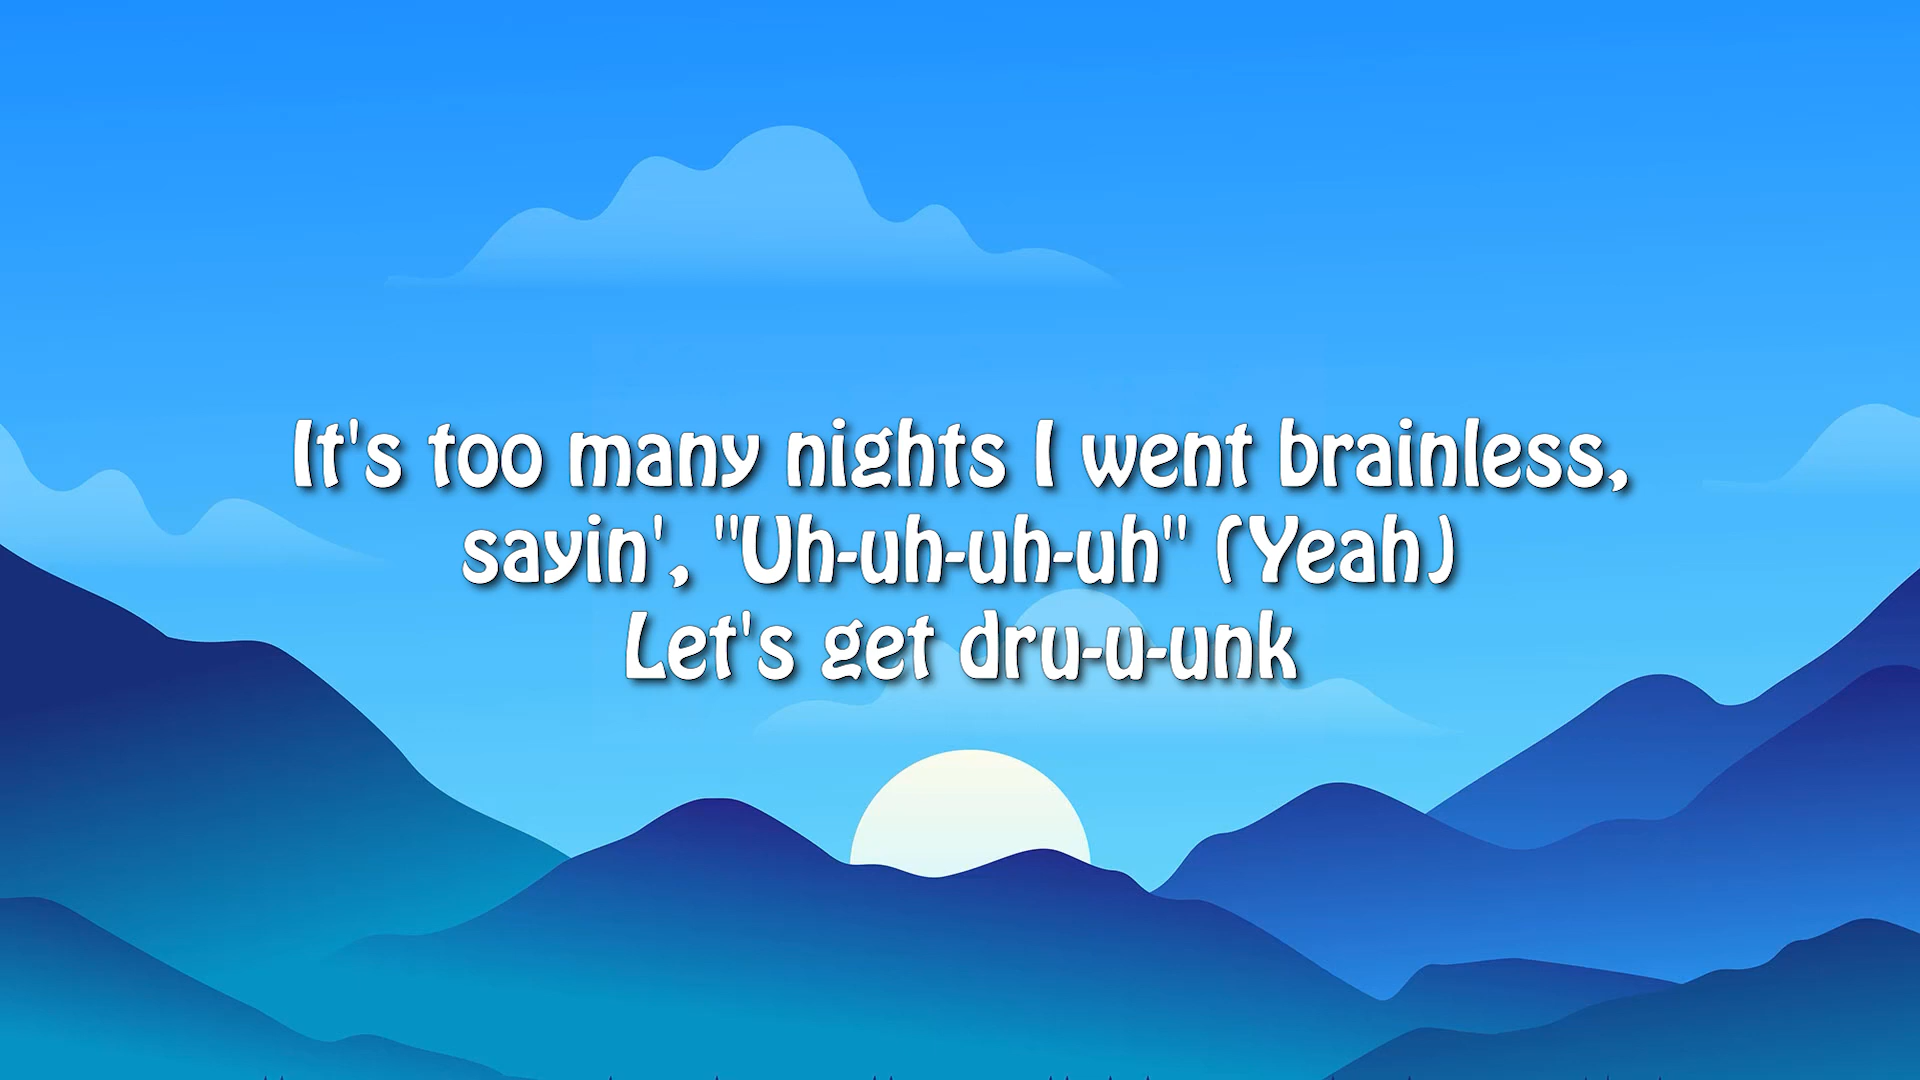 It's too many nights I went brainless,
sayin', "Uh-uh-uh-uh" (Yeah)
Let's get dru-u-unk